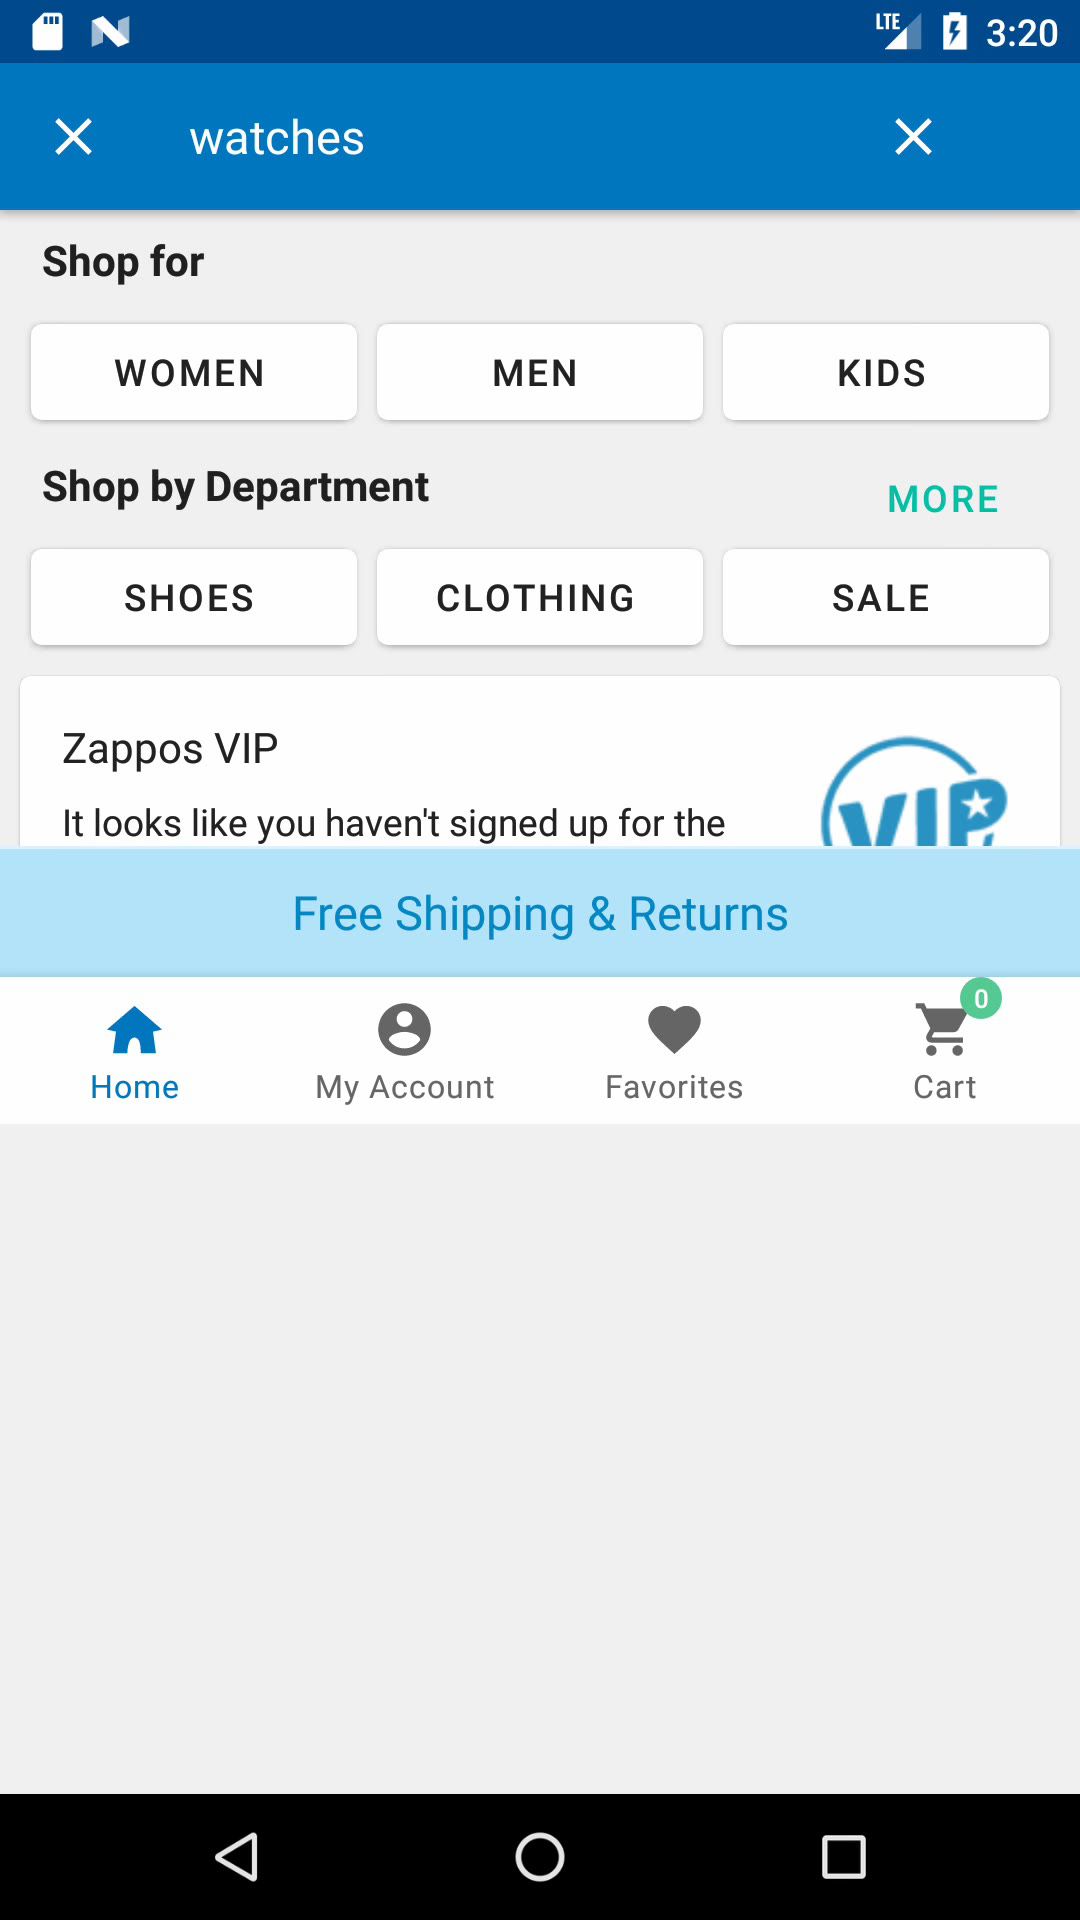 LTE 3:20
watches
Shop for
WOMEN MEN KIDS
Shop by Department MORE
SHOES CLOTHING SALE
Zappos VIP
It looks like you haven't signed up for the
VIP
Free Shipping & Returns
0
Home My Account Favorites Cart